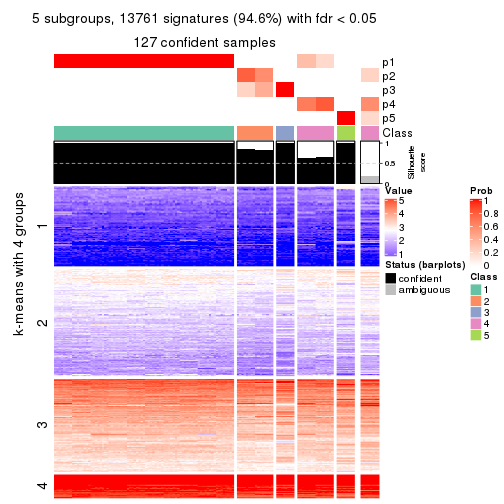 5 subgroups, 13761 signatures (94.6%) with fdr < 0.05
127 confident samples
p1
p2
p3
p4
p5
Class
1
0.5
0
Silhouette
score
k-means with 4 groups
1
2
3
4
Value
5
4
3
2
1
Status (barplots)
confident
ambiguous
Prob
1
0.8
0.6
0.4
0.2
0
Class
1
2
3
4
5